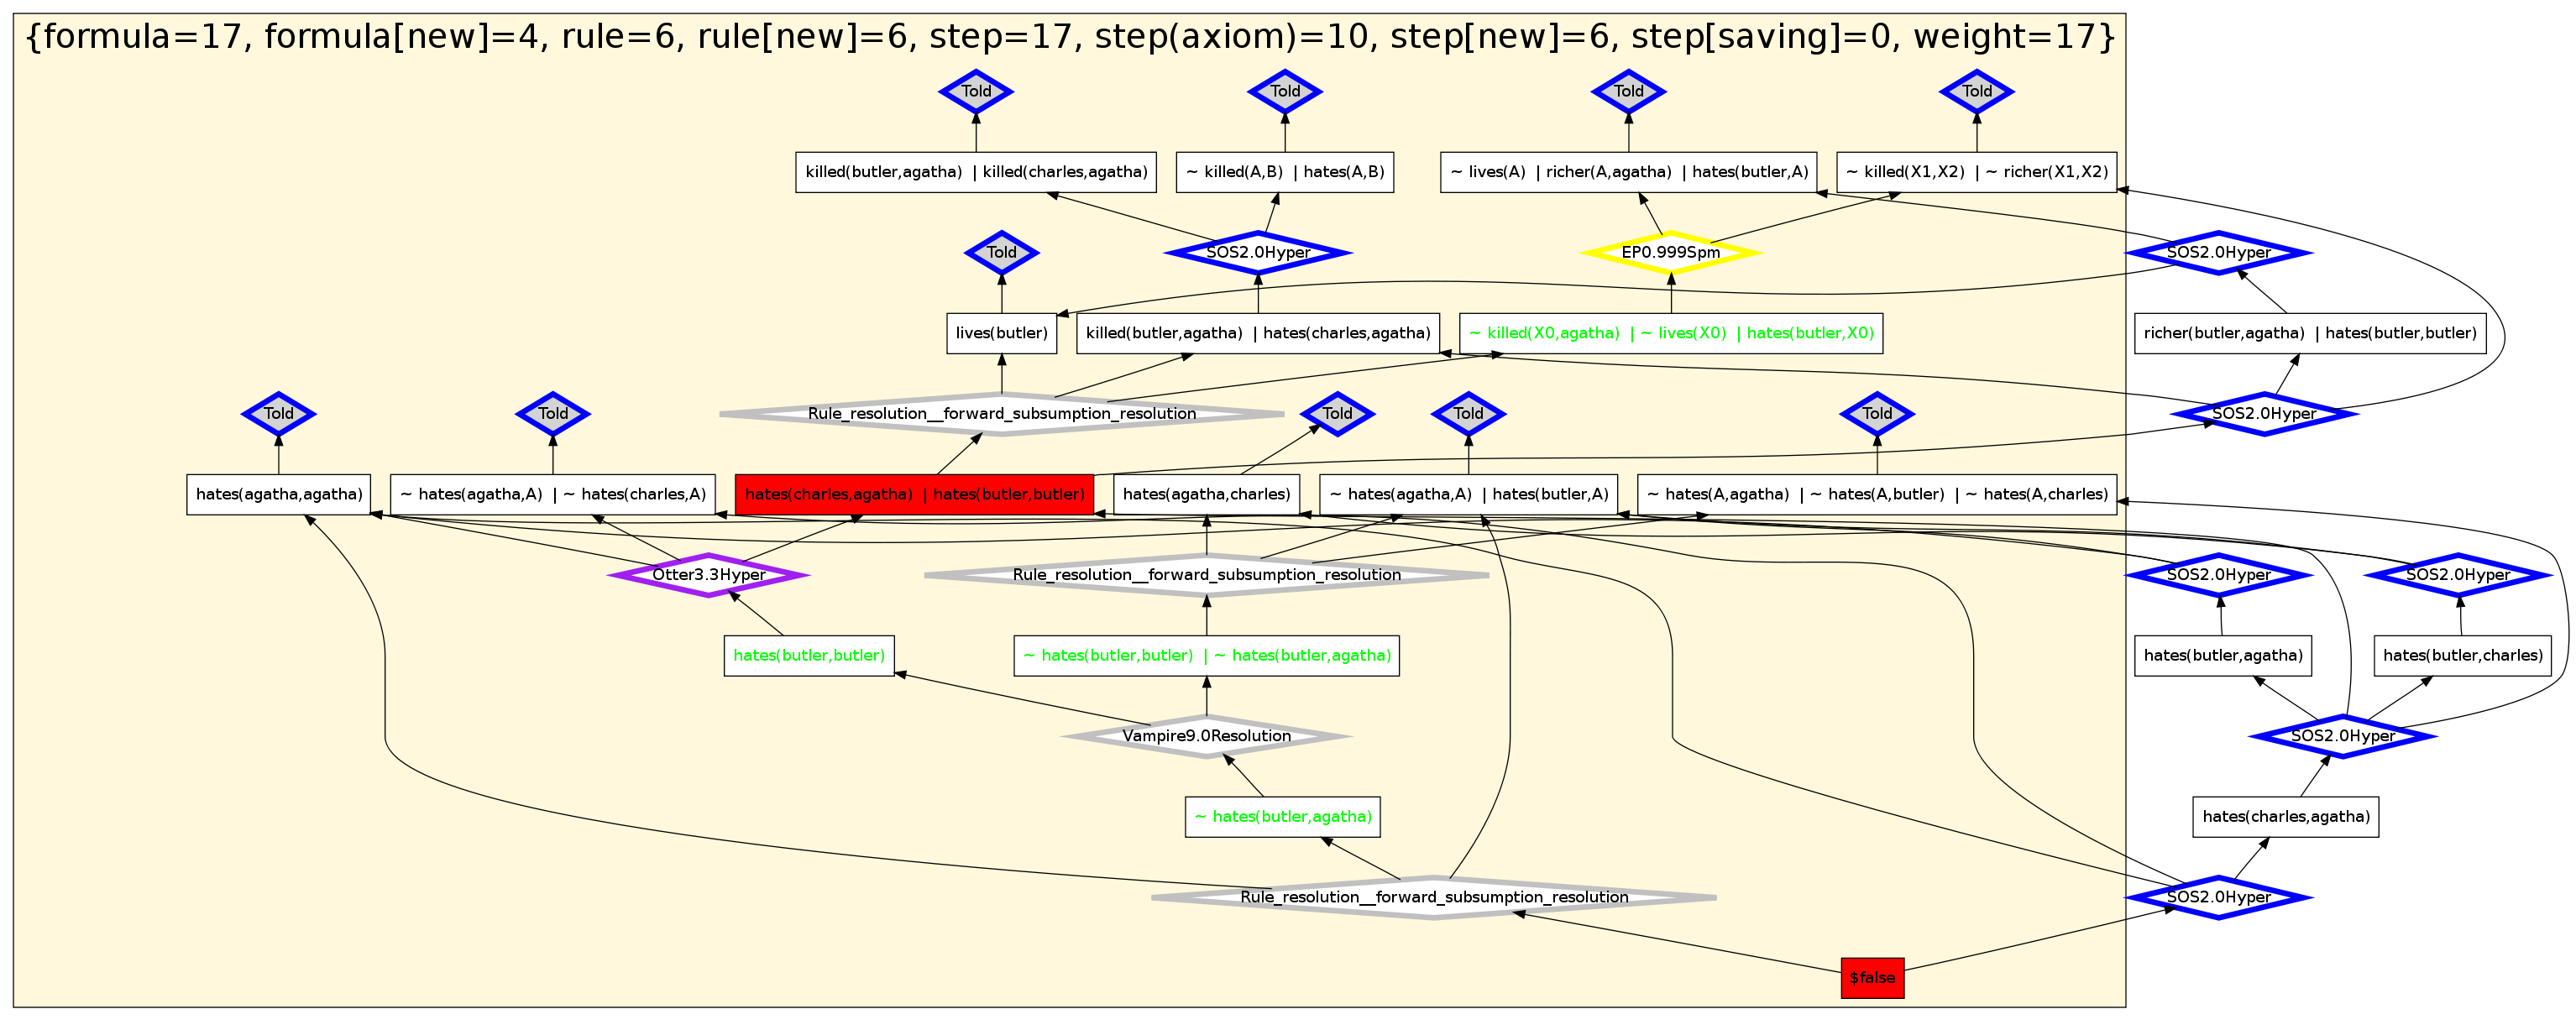 {formula=17, formula[new]=4, rule=6, rule[new]=6, step=17, step(axiom)=10, step[new]=6, step[saving]=0, weight=17}
Told
Told
Told
Told
killed(butler,agatha) | killed(charles,agatha)
~ killed(A,B) | hates(A,B)
~ lives(A) | richer(A,agatha) | hates(butler,A)
~ killed(X1,X2) | ~ richer(X1,X2)
Told
SOS2.0Hyper
EP0.999Spm
SOS2.0Hyper
lives(butler)
killed(butler,agatha) | hates(charles,agatha)
~ killed(X0,agatha) | ~ lives(X0) | hates(butler,X0)
richer(butler,agatha) | hates(butler,butler)
Told
Told
Rule_resolution__forward_subsumption_resolution
Told
Told
Told
SOS2.0Hyper
hates(agatha,agatha)
~ hates(agatha,A) | ~ hates(charles,A)
hates(charles,agatha) | hates(butler,butler)
hates(agatha,charles)
~ hates(agatha,A) | hates(butler,A)
~ hates(A,agatha) | ~ hates(A,butler) | ~ hates(A,charles)
Otter3.3Hyper
Rule_resolution__forward_subsumption_resolution
SOS2.0Hyper
SOS2.0Hyper
hates(butler,butler)
~ hates(butler,butler) | ~ hates(butler,agatha)
hates(butler,agatha)
hates(butler,charles)
Vampire9.0Resolution
SOS2.0Hyper
~ hates(butler,agatha)
hates(charles,agatha)
Rule_resolution__forward_subsumption_resolution
SOS2.0Hyper
$false